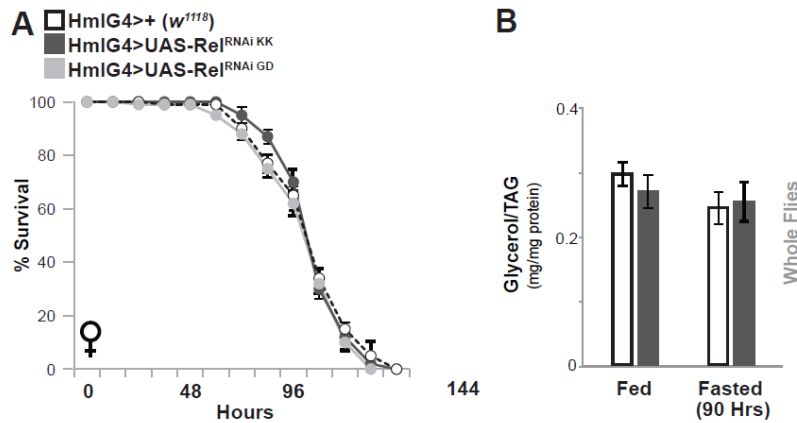 A
HmlG4>+ (w1118)
HmlG4>UAS-RelRNAi KK
HmlG4>UAS-RelRNAi GD
% Survival
100
80
60
40
20
0
0 48 96 144
Hours
B
Glycerol/TAG
(mg/mg protein)
0.4
0.2
0
Fed Fasted
(90 Hrs)
Whole Flies